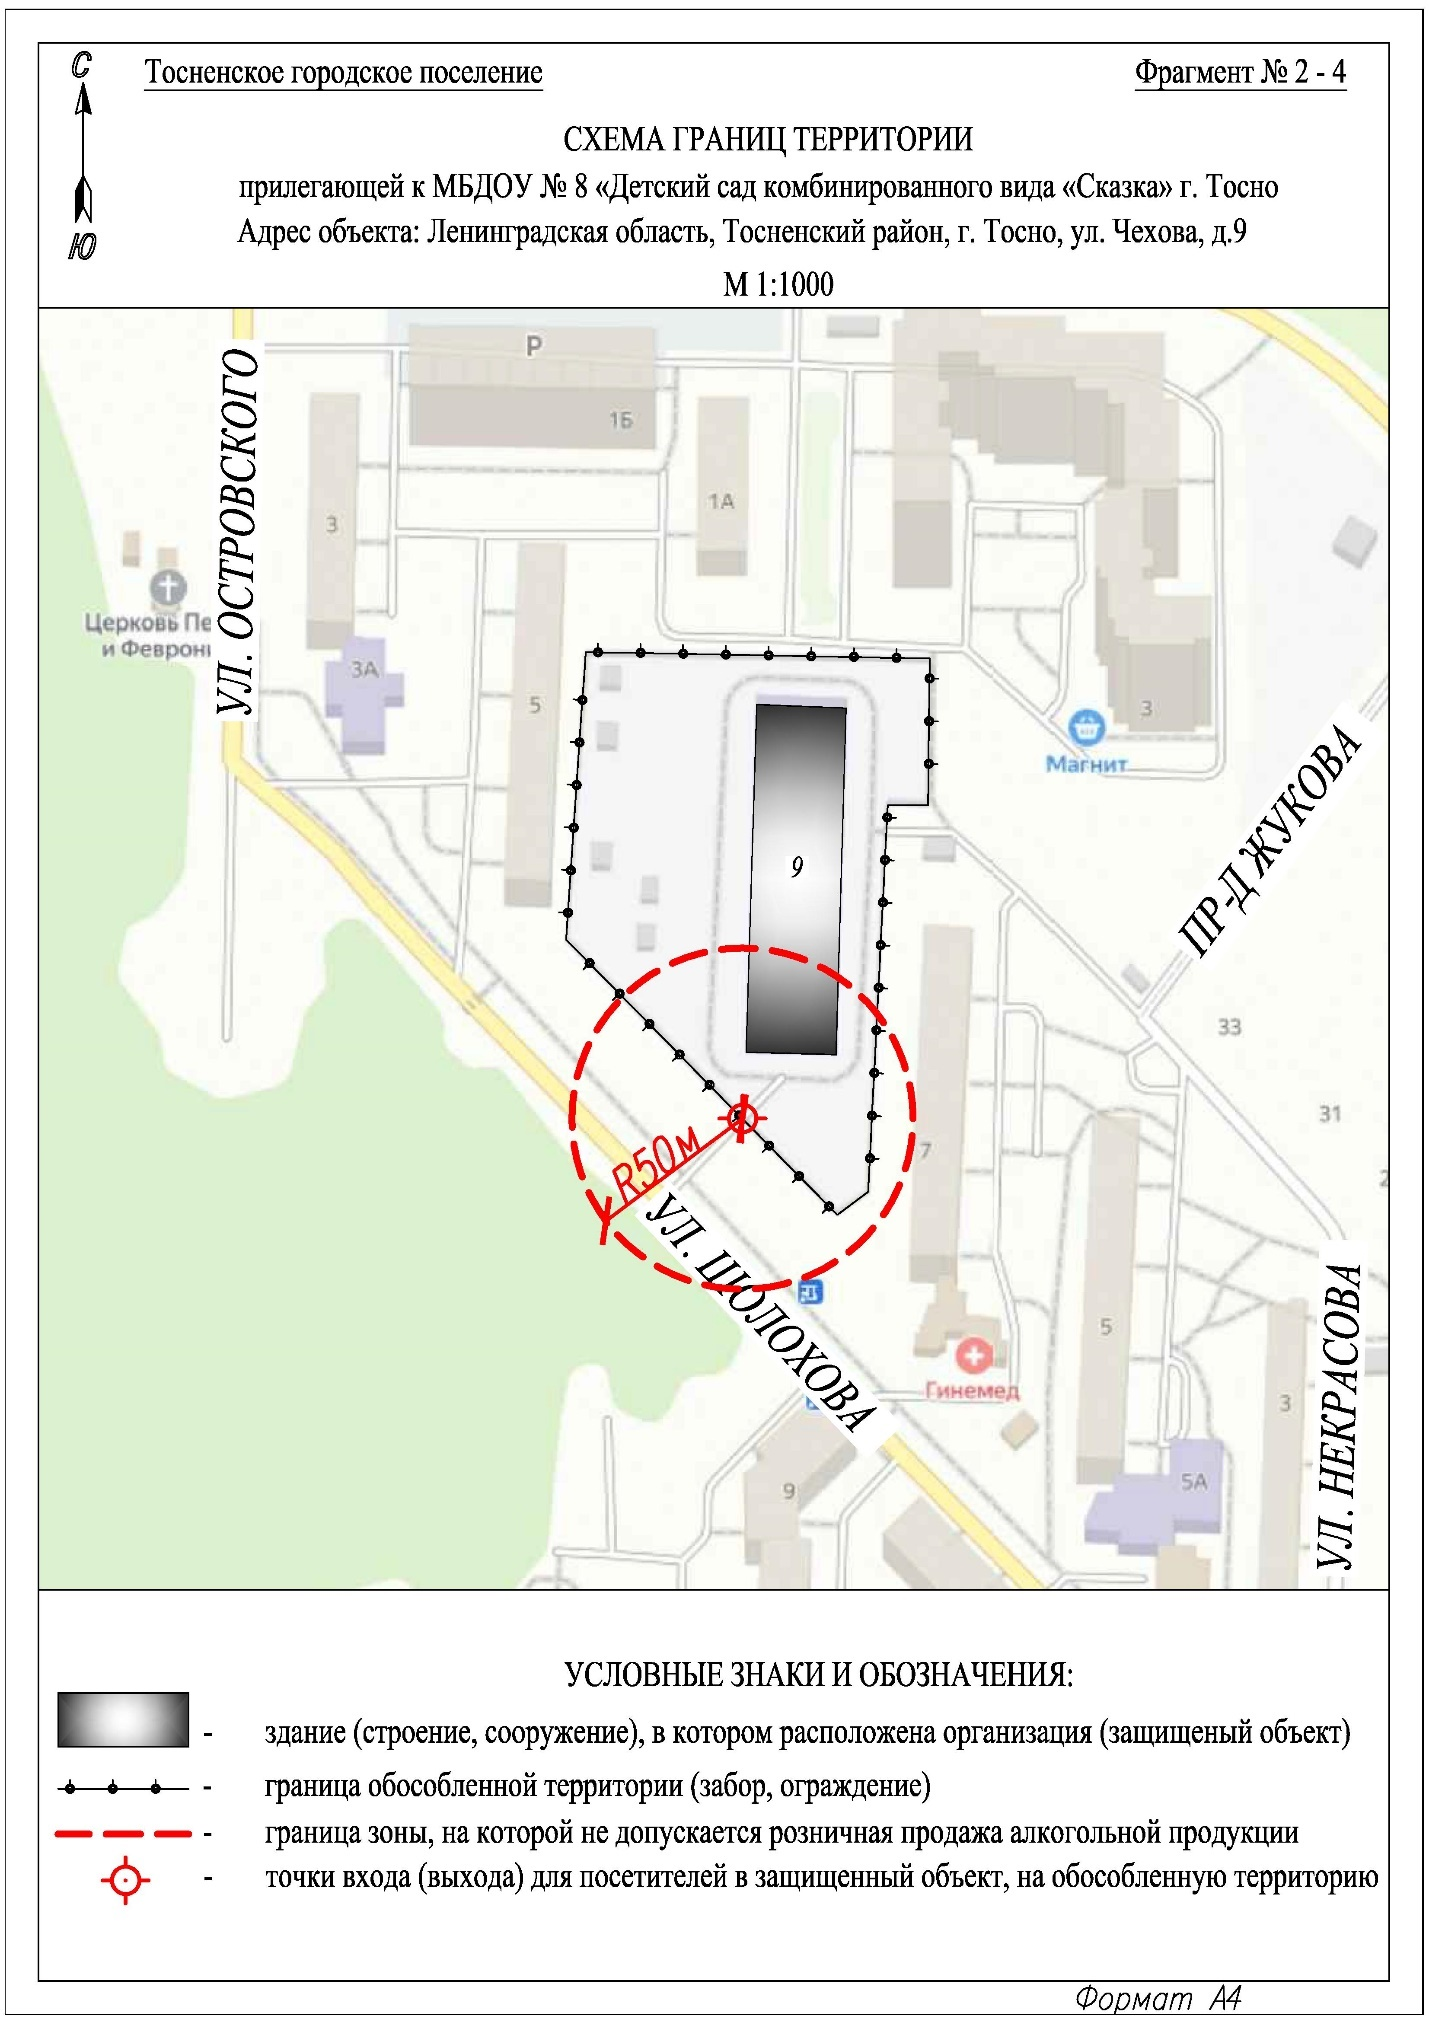 С
Ю
Тосненское городское поселение
Фрагмент № 2 - 4
СХЕМА ГРАНИЦ ТЕРРИТОРИИ
прилегающей к МБДОУ № 8 «Детский сад комбинированного вида «Сказка» г. Тосно
Адрес объекта: Ленинградская область, Тосненский район, г. Тосно, ул. Чехова, д.9
М 1:1000
P
1Б
УЛ. ОСТРОВСКОГО
3
1А
Церковь Пе
и Феврони
3А
5
3
Магнит
ПР-Д ЖУКОВА
9
33
31
7
2
R50м
УЛ. ШОЛОХОВА
5
Гинемед
УЛ. НЕКРАСОВА
3
9
5А
УСЛОВНЫЕ ЗНАКИ И ОБОЗНАЧЕНИЯ:
- здание (строение, сооружение), в котором расположена организация (защищеный объект)
- граница обособленной территории (забор, ограждение)
- граница зоны, на которой не допускается розничная продажа алкогольной продукции
- точки входа (выхода) для посетителей в защищенный объект, на обособленную территорию
Формат А4